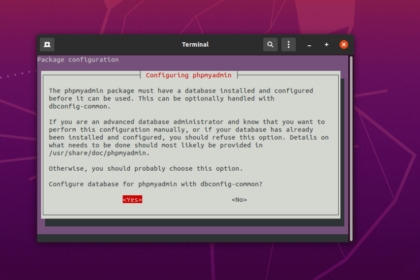 Terminal
Package configuration
Configuring phpmyadmin
The phpmyadmin package must have a database installed and configured
before it can be used. This can be optionally handled with
dbconfig-common.
If you are an advanced database administrator and know that you want to
perform this configuration manually, or if your database has already
been installed and configured, you should refuse this option. Details on
what needs to be done should most likely be provided in
/usr/share/doc/phpmyadmin.
Otherwise, you should probably choose this option.
Configure database for phpmyadmin with dbconfig-common?
<Yes> <No>